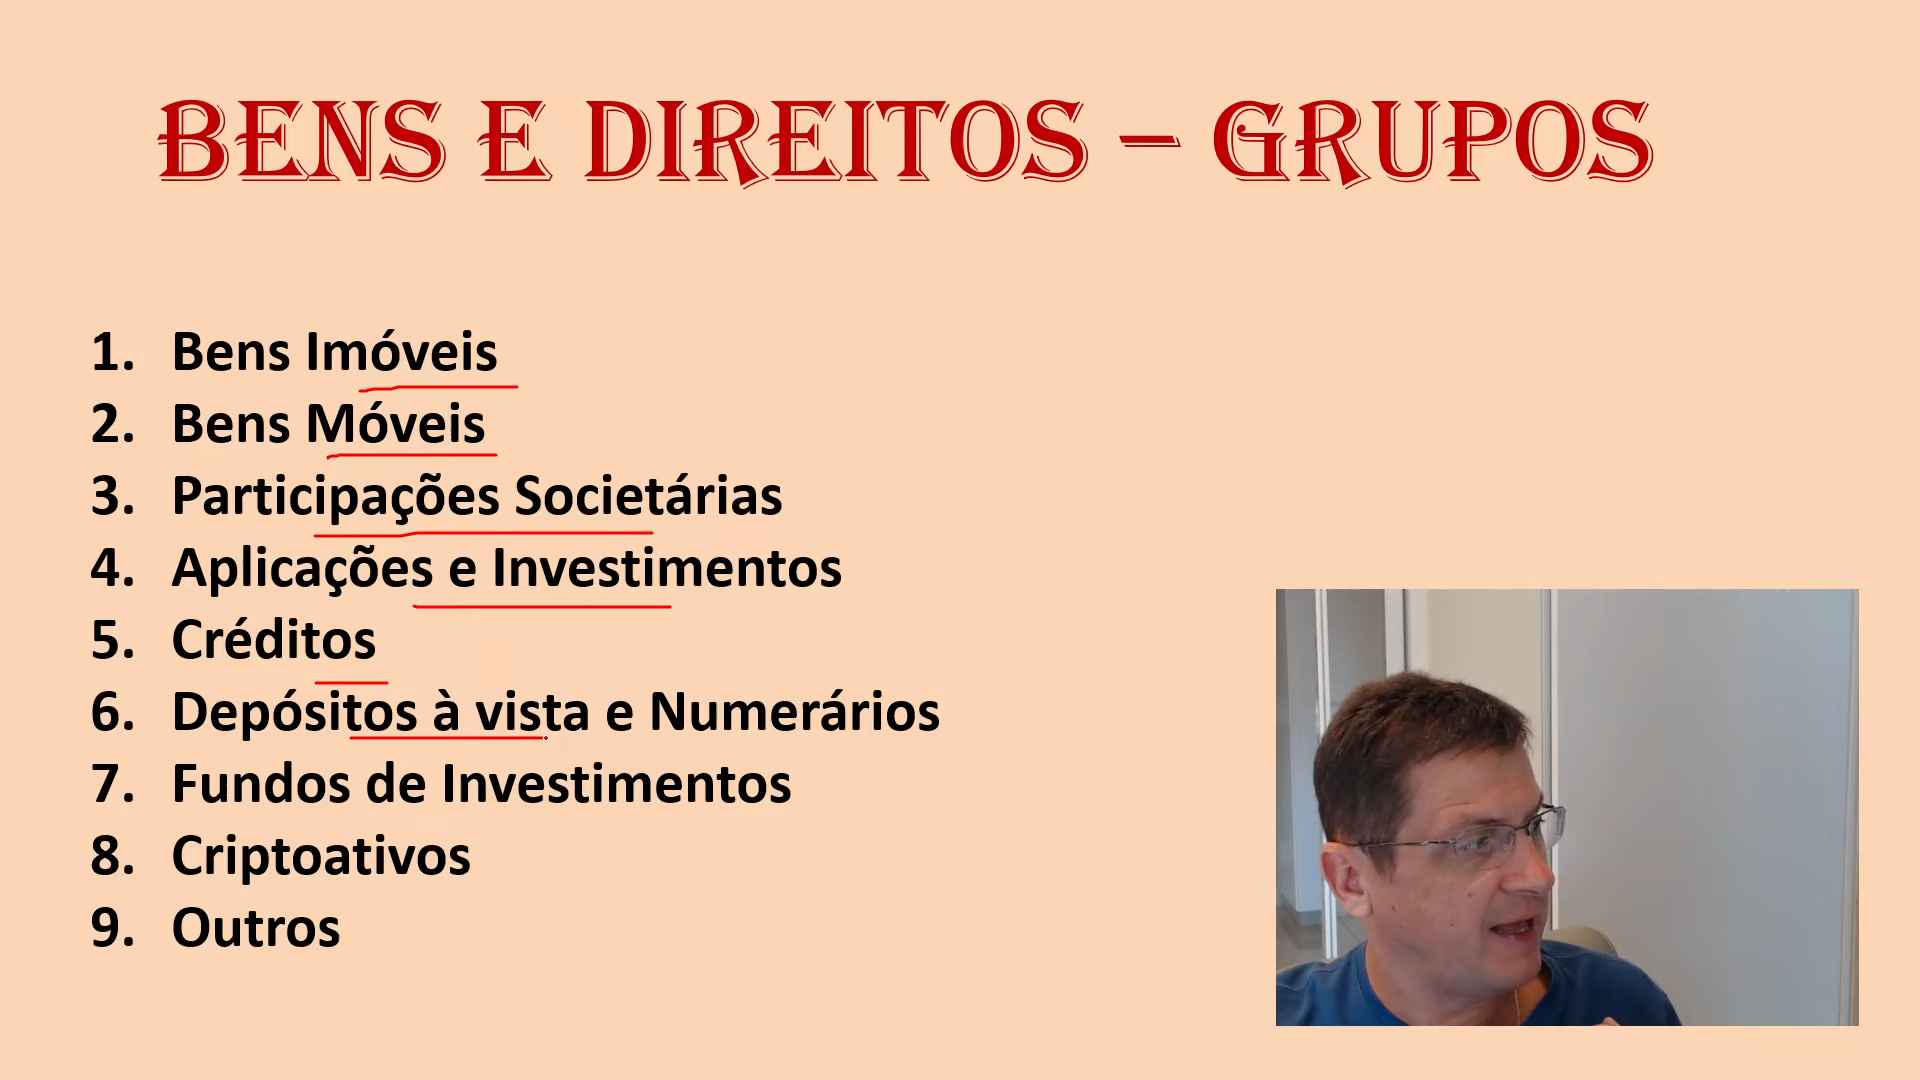 BENS E DIREITOS – GRUPOS
1. Bens Imóveis
2. Bens Móveis
3. Participações Societárias
4. Aplicações e Investimentos
5. Créditos
6. Depósitos à vista e Numerários
7. Fundos de Investimentos
8. Criptoativos
9. Outros